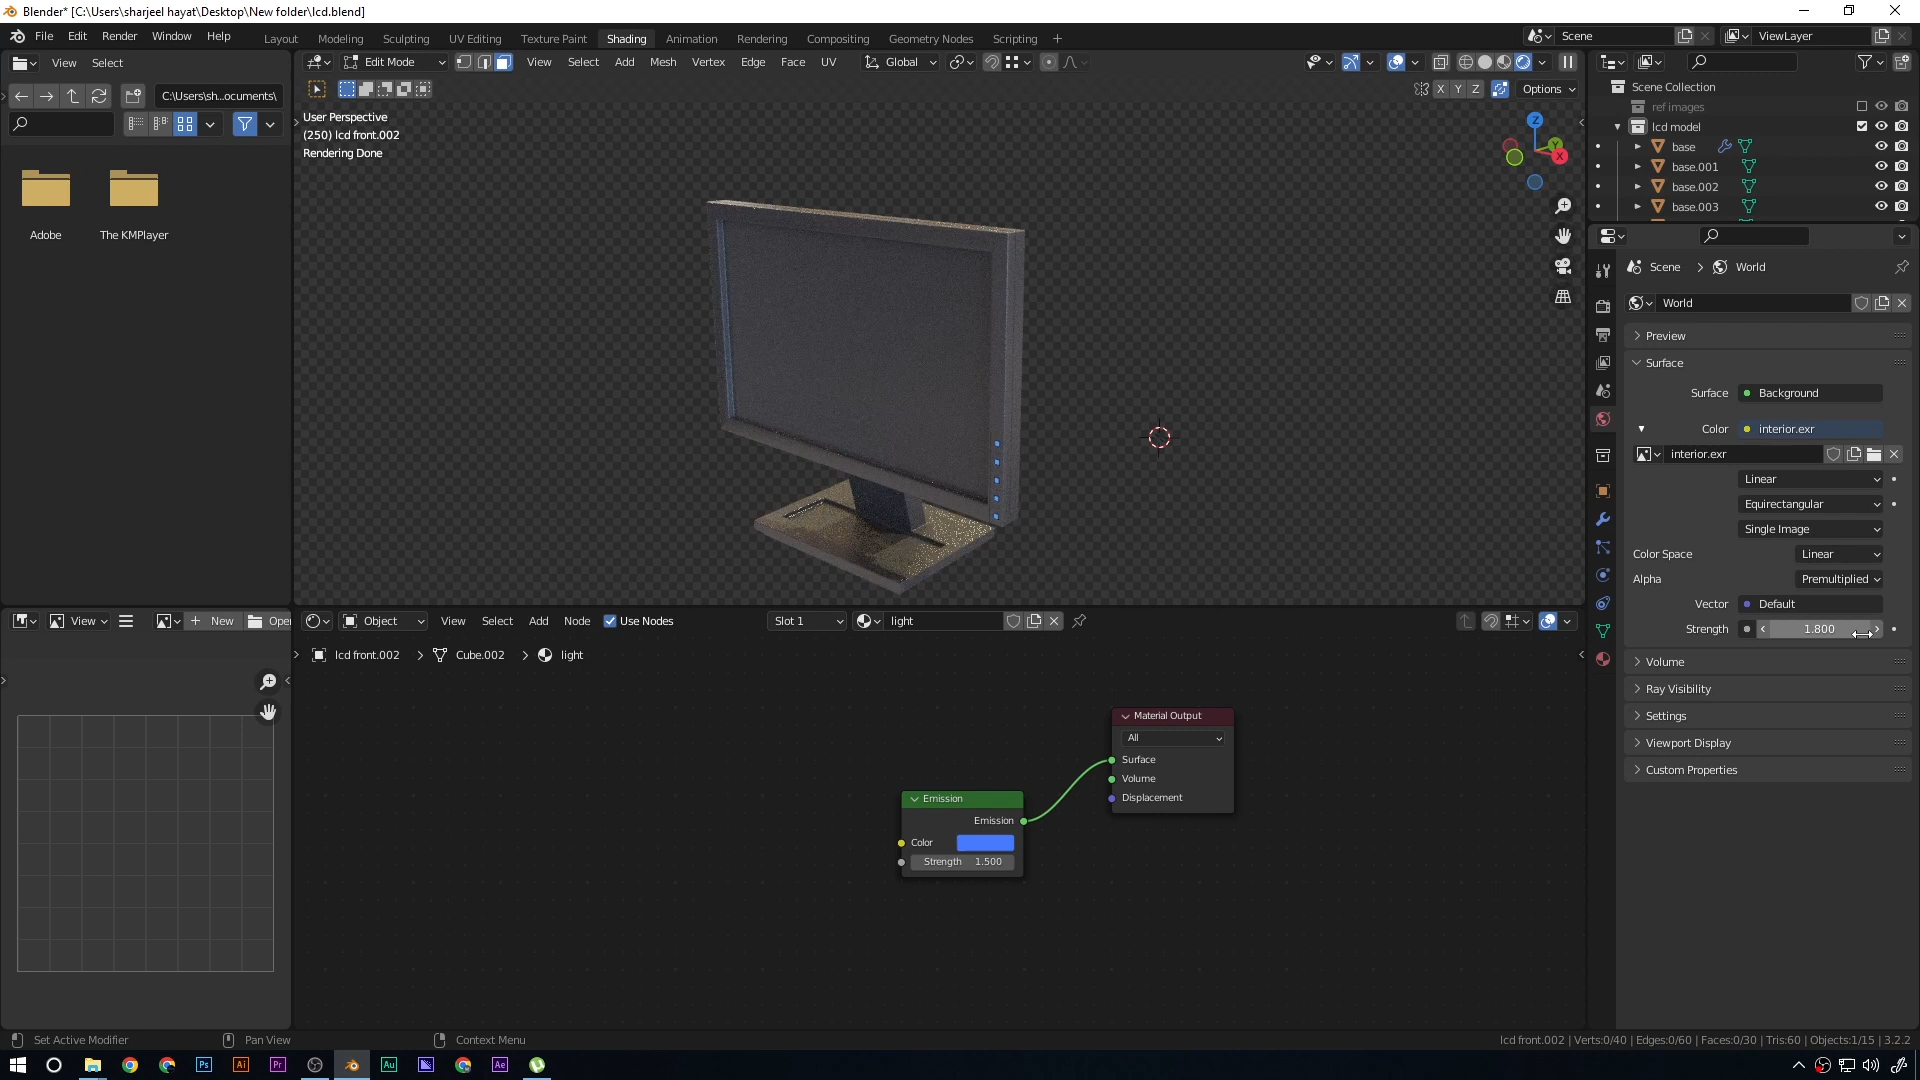 Blender* [C:\Users\sharjeel hayat\Desktop\New folder\lcd.blend]
File Edit Render Window Help
Layout Modeling Sculpting UV Editing Texture Paint Shading Animation Rendering Compositing Geometry Nodes Scripting
Scene
ViewLayer
View Select
Edit Mode
View Select Add Mesh Vertex Edge Face UV
Global
C:\Users\sh...ocuments\
X Y Z
Options
Adobe
The KMPlayer
User Perspective
(250) lcd front.002
Rendering Done
Z
Y
X
Scene Collection
ref images
lcd model
base
base.001
base.002
base.003
Scene
World
World
Preview
Surface
Surface Background
Color interior.exr
interior.exr
Linear
Equirectangular
Single Image
Color Space Linear
Alpha Premultiplied
Vector Default
Strength 1.800
Volume
Ray Visibility
Settings
Viewport Display
Custom Properties
View
New
Open
Object
View Select Add Node Use Nodes
Slot 1
light
lcd front.002
Cube.002
light
Material Output
All
Surface
Volume
Displacement
Emission
Emission
Color
Strength 1.500
Set Active Modifier
Pan View
Context Menu
lcd front.002 | Verts:0/40 | Edges:0/60 | Faces:0/30 | Tris:60 | Objects:1/15 | 3.2.2
Ps
Ai
Pr
Au
Ae